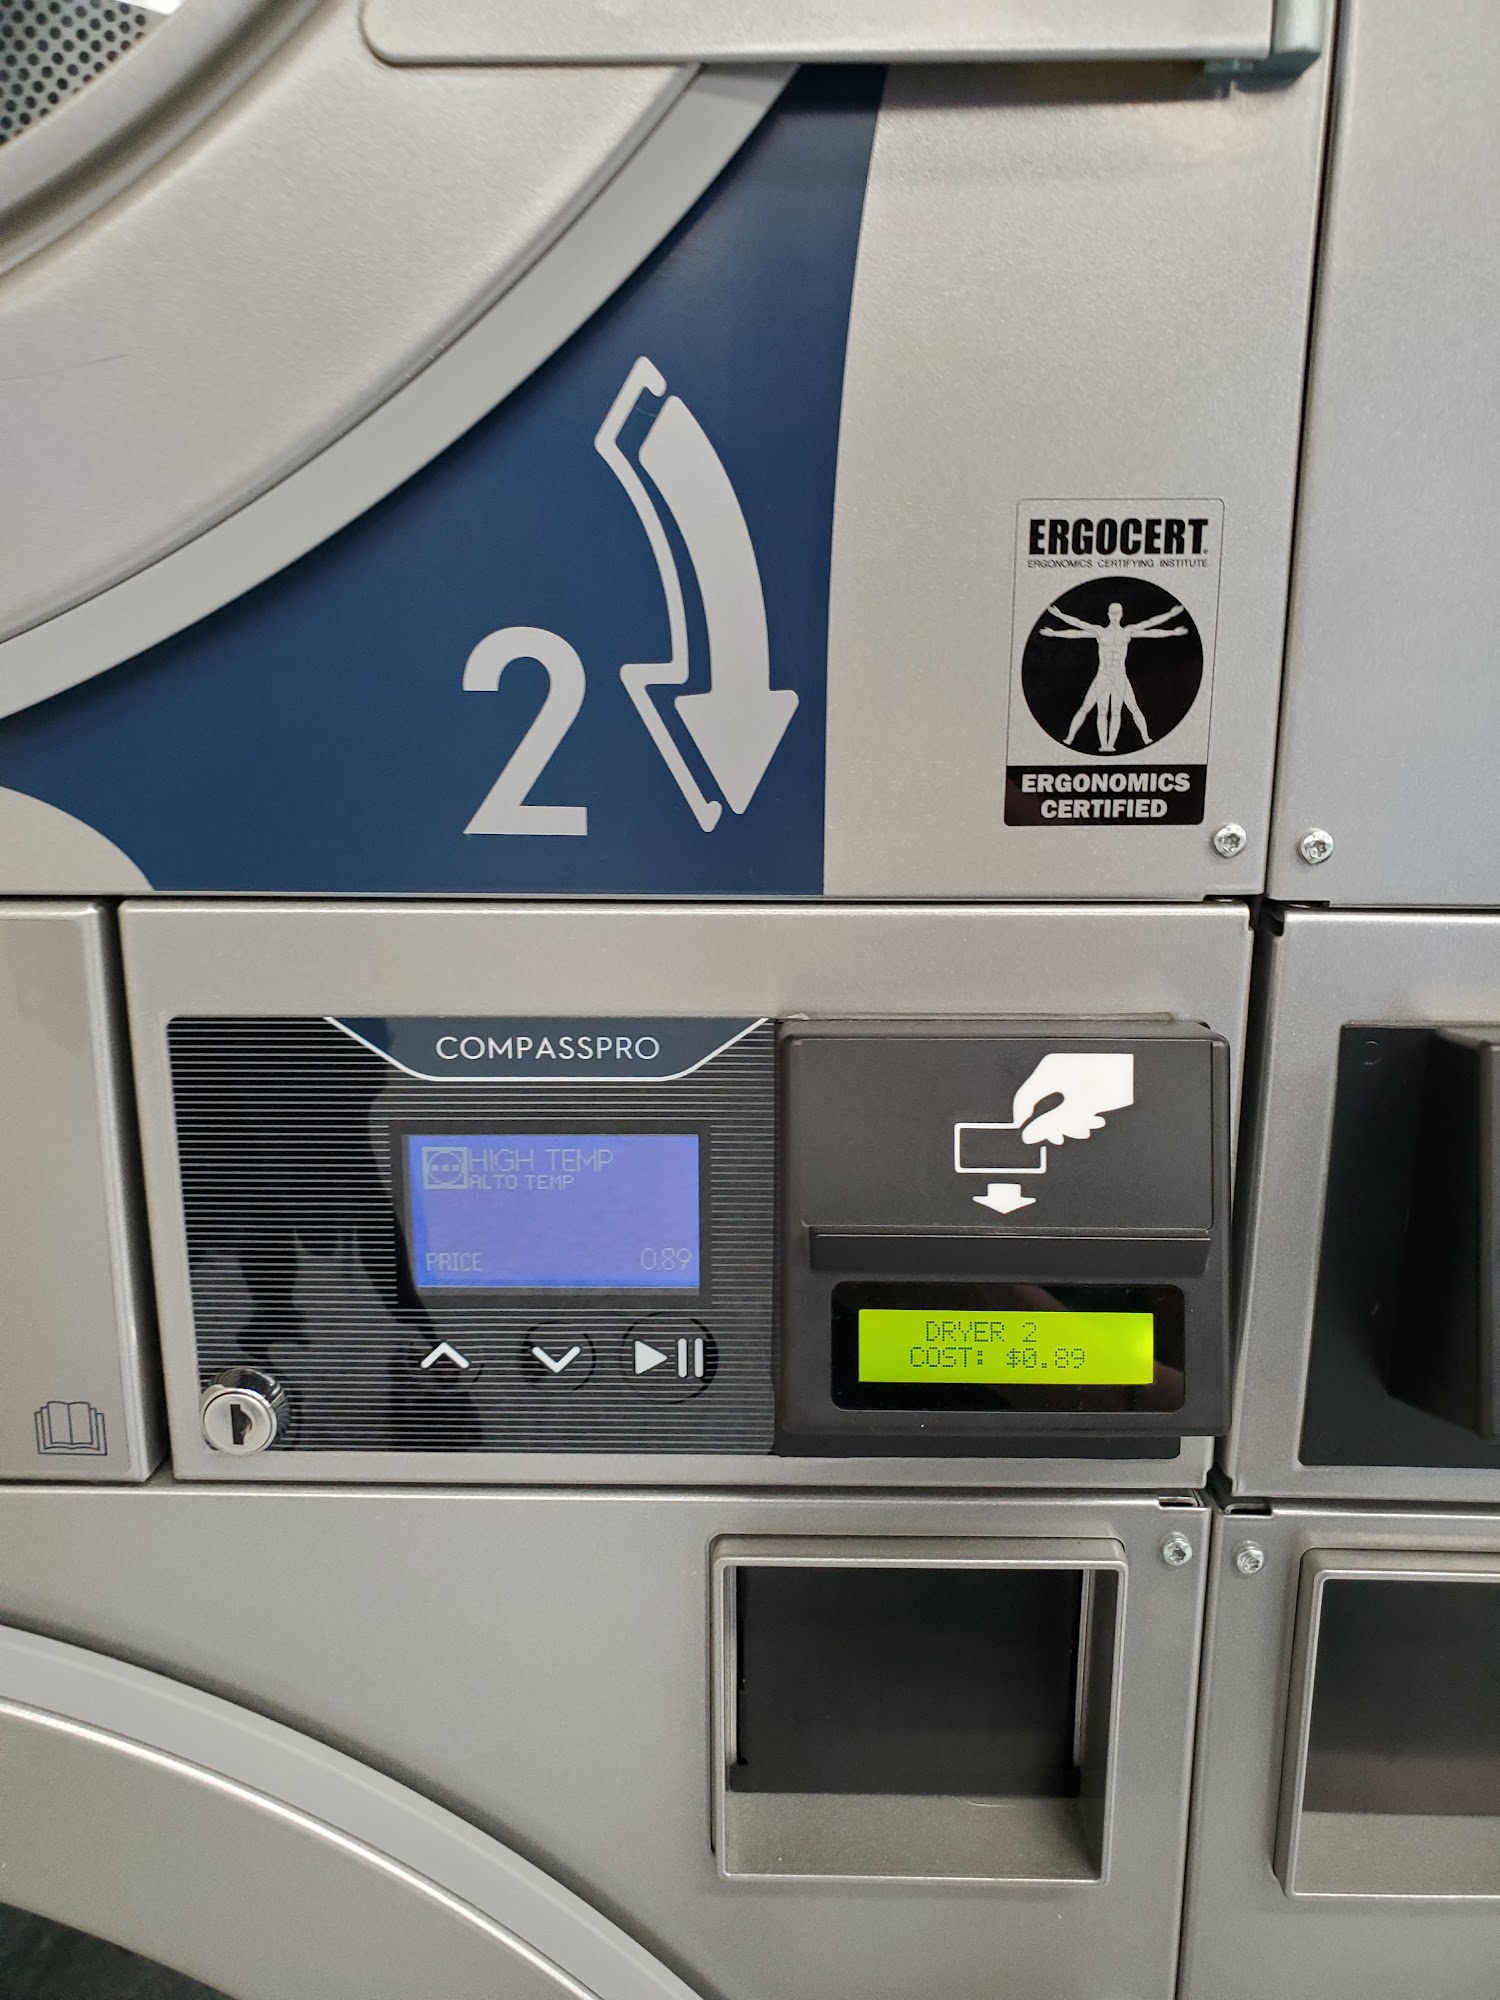 ERGOCERT
ERGONOMICS CERTIFYING INSTITUTE
ERGONOMICS
CERTIFIED
2
COMPASSPRO
HIGH TEMP
ALTO TEMP
PRICE 0.89
DRYER 2
COST: $0.89